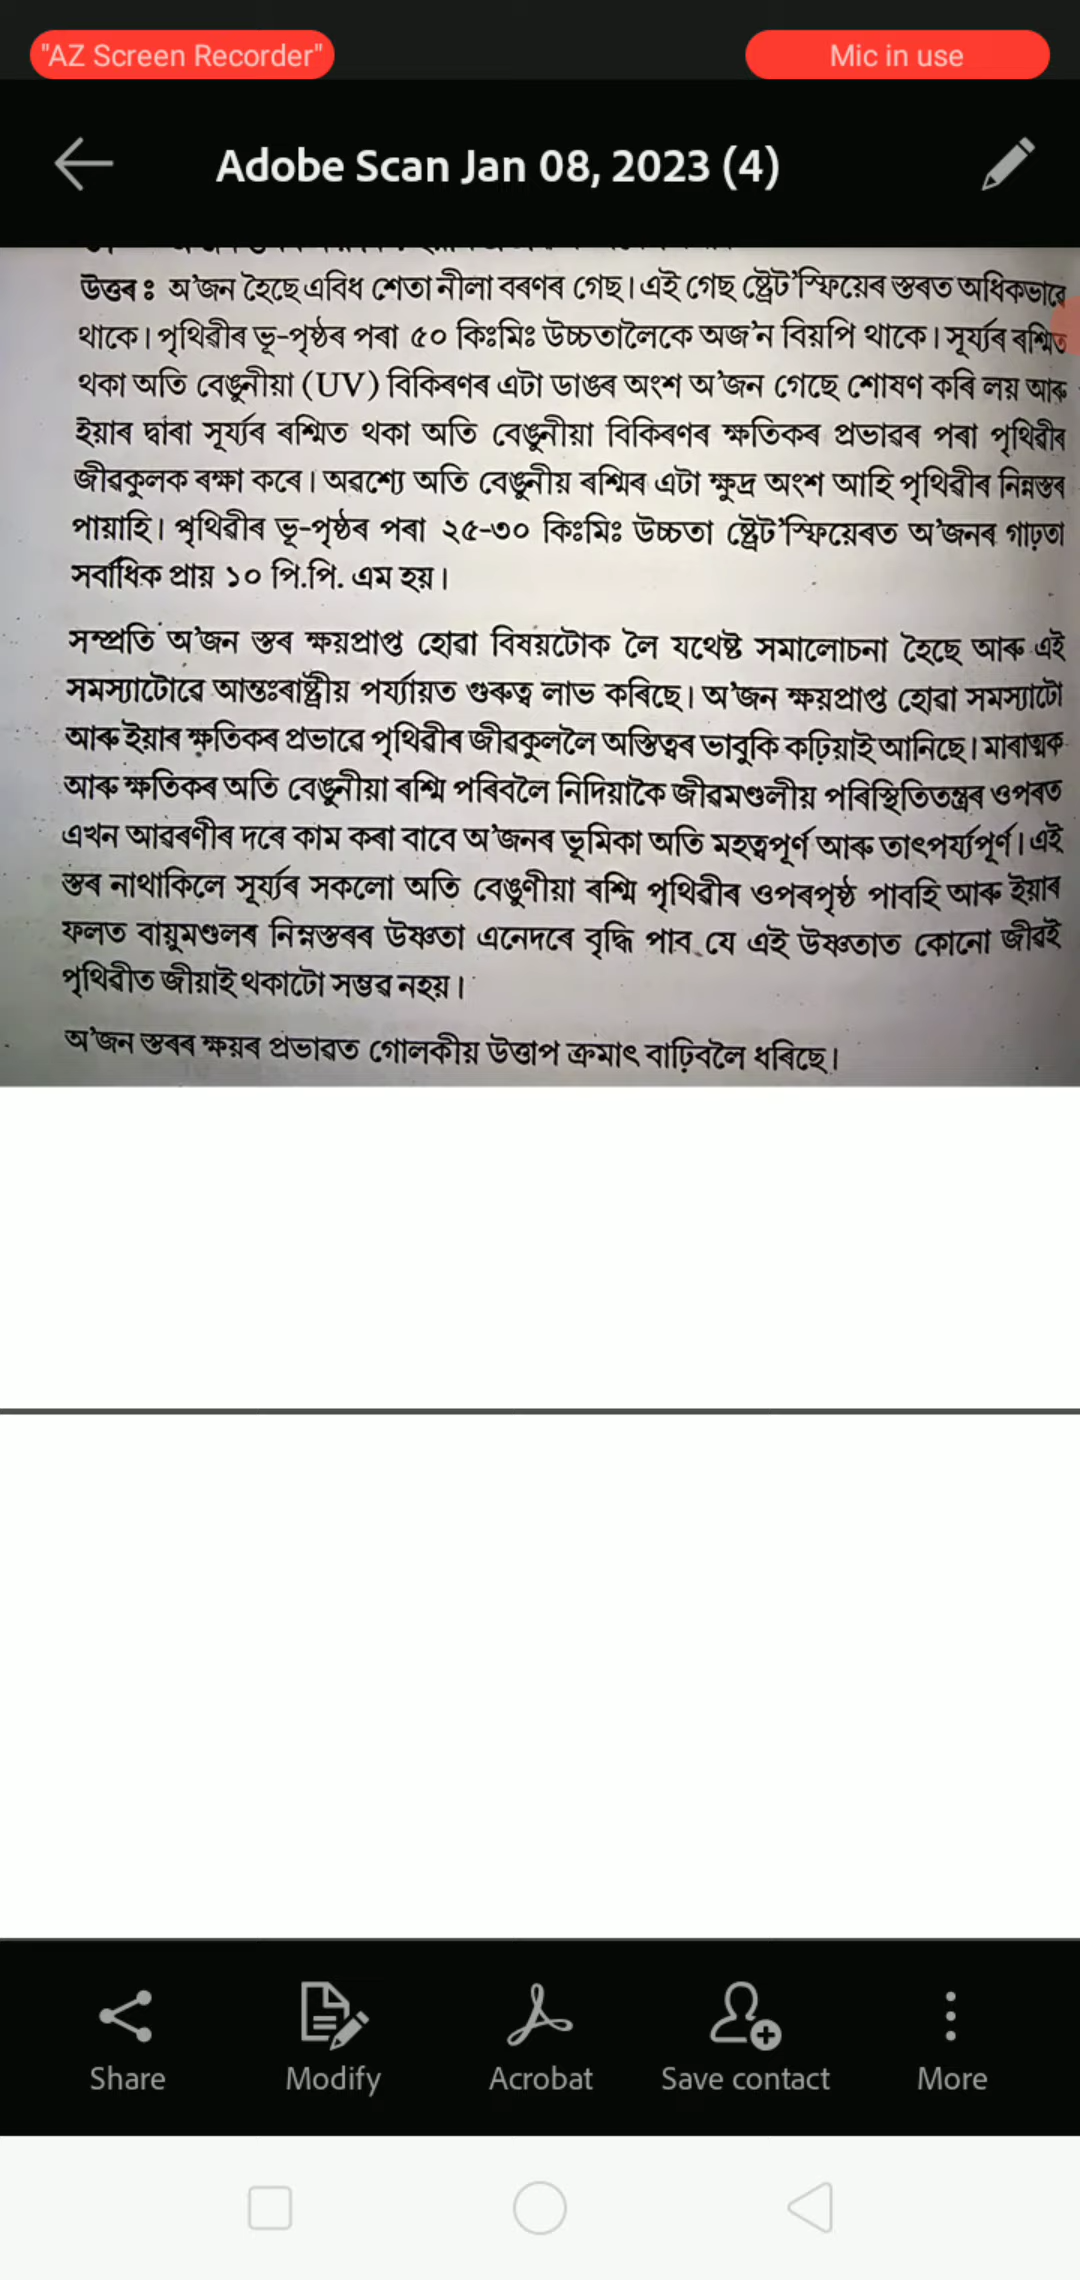 "AZ Screen Recorder"
Mic in use
Adobe Scan Jan 08, 2023 (4)
উত্তৰঃ অ'জন হৈছে এবিধ শেতা নীলা বৰণৰ গেছ। এই গেছ ষ্ট্ৰেট'স্ফিয়েৰ স্তৰত অধিকভাৱে
থাকে। পৃথিৱীৰ ভূ-পৃষ্ঠৰ পৰা ৫০ কিঃমিঃ উচ্চতালৈকে অজ'ন বিয়পি থাকে। সূৰ্য্যৰ ৰশ্মিত
থকা অতি বেঙুনীয়া (UV) বিকিৰণৰ এটা ডাঙৰ অংশ অ'জন গেছে শোষণ কৰি লয় আৰু
ইয়াৰ দ্বাৰা সূৰ্য্যৰ ৰশ্মিত থকা অতি বেঙুনীয়া বিকিৰণৰ ক্ষতিকৰ প্ৰভাৱৰ পৰা পৃথিৱীৰ
জীৱকুলক ৰক্ষা কৰে। অৱশ্যে অতি বেঙুনীয় ৰশ্মিৰ এটা ক্ষুদ্ৰ অংশ আহি পৃথিৱীৰ নিম্নস্তৰ
পায়াহি। পৃথিৱীৰ ভূ-পৃষ্ঠৰ পৰা ২৫-৩০ কিঃমিঃ উচ্চতা ষ্ট্ৰেট'স্ফিয়েৰত অ'জনৰ গাঢ়তা
সৰ্বাধিক প্ৰায় ১০ পি.পি. এম হয়।
সম্প্ৰতি অ'জন স্তৰ ক্ষয়প্ৰাপ্ত হোৱা বিষয়টোক লৈ যথেষ্ট সমালোচনা হৈছে আৰু এই
সমস্যাটোৱে আন্তঃৰাষ্ট্ৰীয় পৰ্য্যায়ত গুৰুত্ব লাভ কৰিছে। অ'জন ক্ষয়প্ৰাপ্ত হোৱা সমস্যাটো
আৰু ইয়াৰ ক্ষতিকৰ প্ৰভাৱে পৃথিৱীৰ জীৱকুললৈ অস্তিত্বৰ ভাবুকি কঢ়িয়াই আনিছে। মাৰাত্মক
আৰু ক্ষতিকৰ অতি বেঙুনীয়া ৰশ্মি পৰিবলৈ নিদিয়াকৈ জীৱমণ্ডলীয় পৰিস্থিতিতন্ত্ৰৰ ওপৰত
এখন আৱৰণীৰ দৰে কাম কৰা বাবে অ'জনৰ ভূমিকা অতি মহত্বপূৰ্ণ আৰু তাৎপৰ্য্যপূৰ্ণ। এই
স্তৰ নাথাকিলে সূৰ্য্যৰ সকলো অতি বেঙুণীয়া ৰশ্মি পৃথিৱীৰ ওপৰপৃষ্ঠ পাবহি আৰু ইয়াৰ
ফলত বায়ুমণ্ডলৰ নিম্নস্তৰৰ উষ্ণতা এনেদৰে বৃদ্ধি পাব যে এই উষ্ণতাত কোনো জীৱই
পৃথিৱীত জীয়াই থকাটো সম্ভৱ নহয়।
অ'জন স্তৰৰ ক্ষয়ৰ প্ৰভাৱত গোলকীয় উত্তাপ ক্ৰমাৎ বাঢ়িবলৈ ধৰিছে।
Share
Modify
Acrobat
Save contact
More